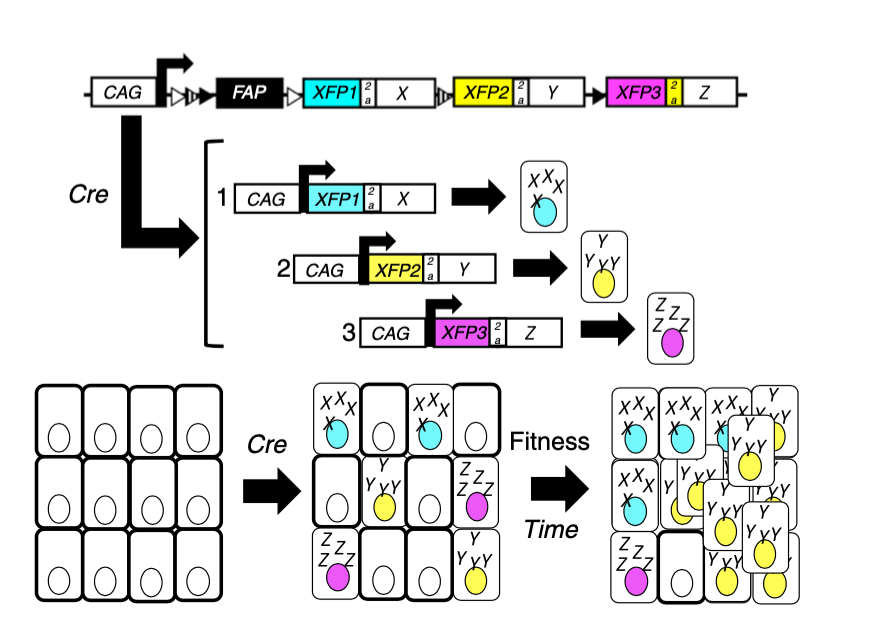 CAG FAP XFP1 2a X XFP2 2a Y XFP3 2a Z
Cre
1 CAG XFP1 2a X X X X X
2 CAG XFP2 2a Y Y Y Y Y
3 CAG XFP3 2a Z Z Z Z Z
Cre
Fitness
Time
X X X X X X X X
Y Y Y Y Z Z Z Z
Z Z Z Z Y Y Y Y
X X X X X X X X X X X Y Y Y Y
Y Y Y Y
X X X X Y Y Y Y Y
Y Y Y Y
Y Y Y Y
Z Z Z Z Y Y Y Y Y